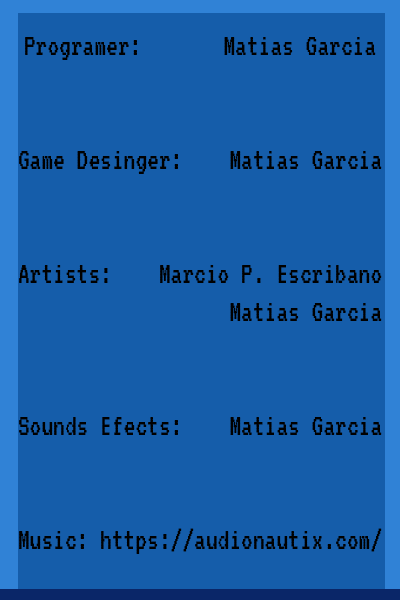 Programer: Matias Garcia
Game Desinger: Matias Garcia
Artists: Marcio P. Escribano
Matias Garcia
Sounds Efects: Matias Garcia
Music: https://audionautix.com/